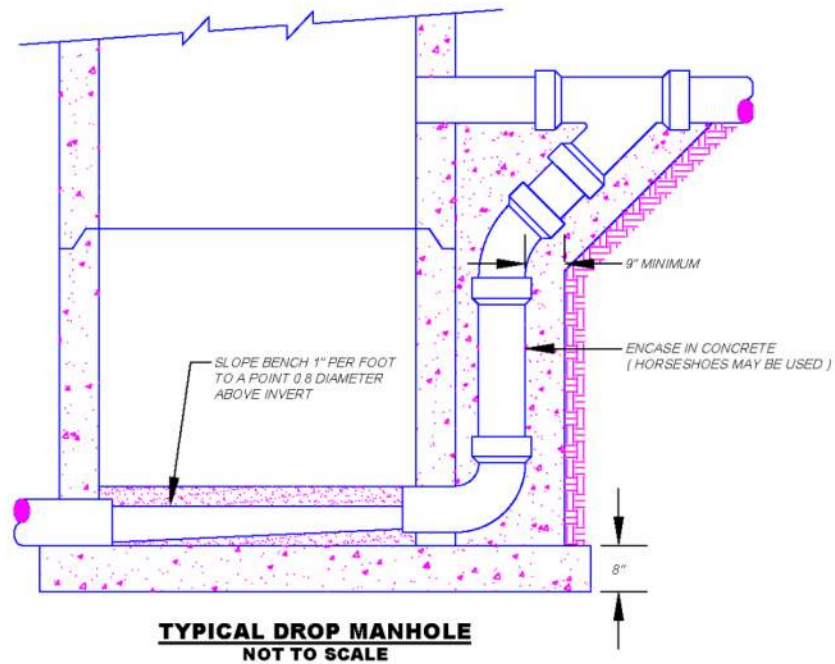 9" MINIMUM
SLOPE BENCH 1" PER FOOT
TO A POINT 0.8 DIAMETER
ABOVE INVERT
ENCASE IN CONCRETE
( HORSESHOES MAY BE USED )
8"
TYPICAL DROP MANHOLE
NOT TO SCALE